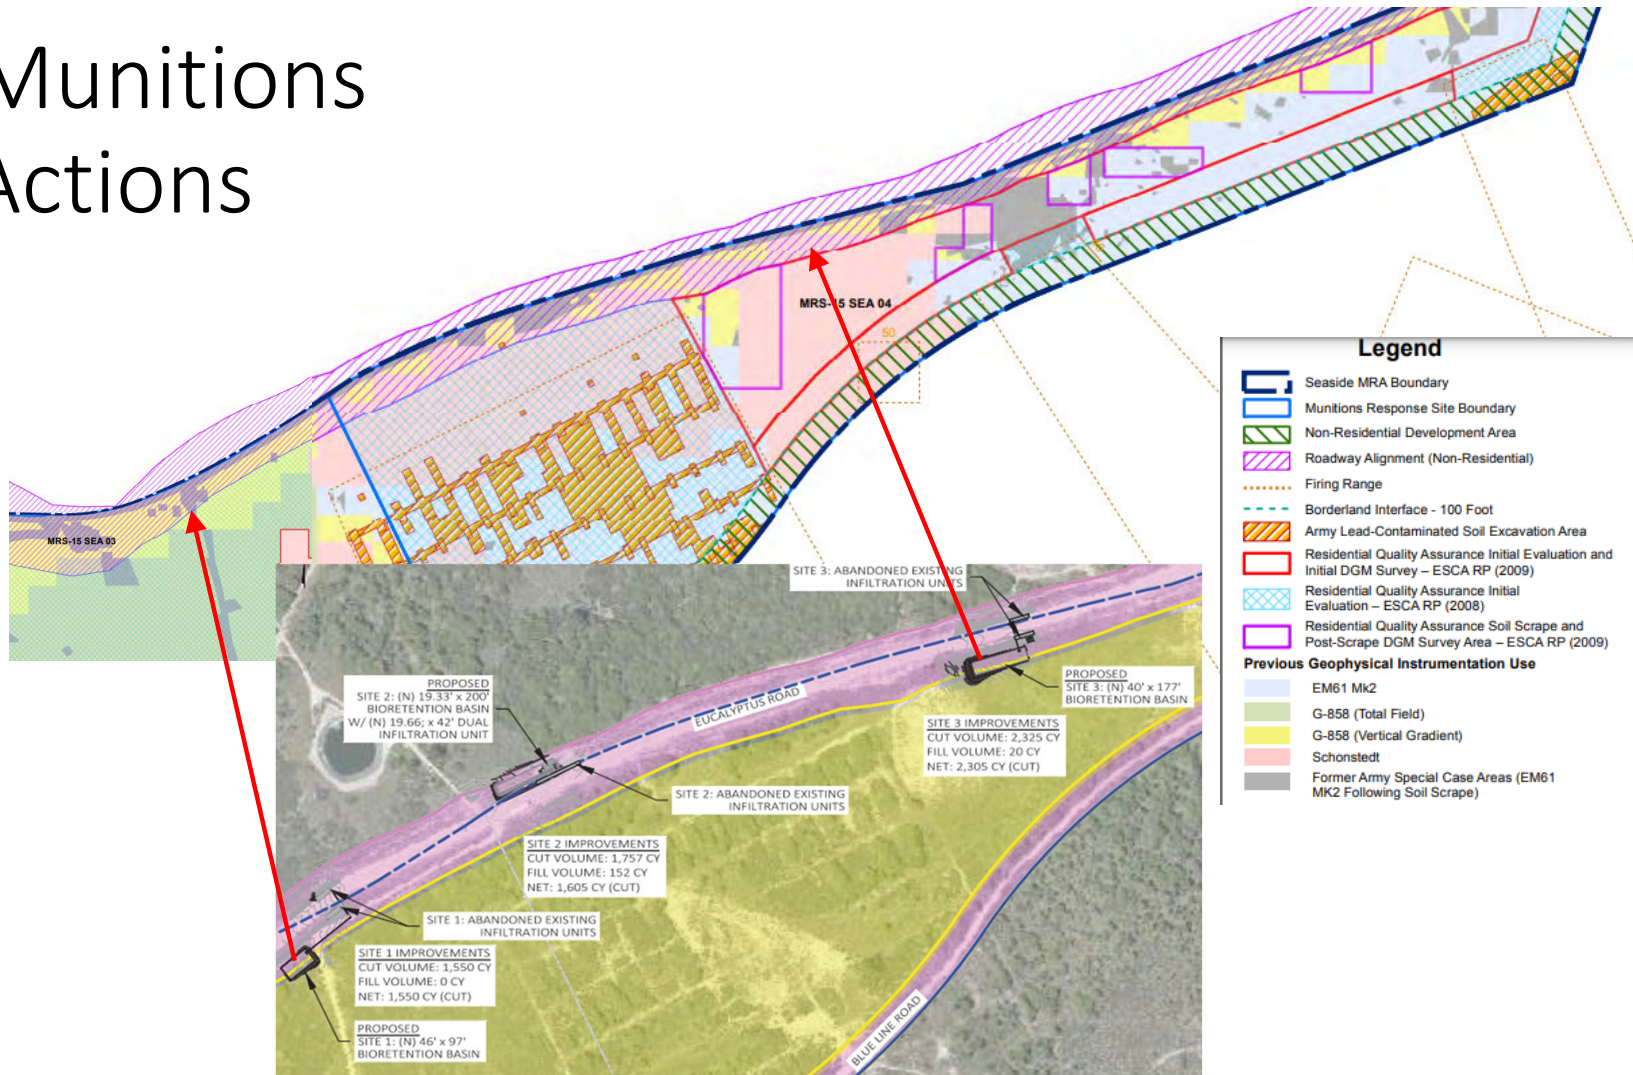 Munitions
Actions
MRS-15 SEA 04
50
MRS-15 SEA 03
Legend
Seaside MRA Boundary
Munitions Response Site Boundary
Non-Residential Development Area
Roadway Alignment (Non-Residential)
Firing Range
Borderland Interface - 100 Foot
Army Lead-Contaminated Soil Excavation Area
Residential Quality Assurance Initial Evaluation and
Initial DGM Survey – ESCA RP (2009)
Residential Quality Assurance Initial
Evaluation – ESCA RP (2008)
Residential Quality Assurance Soil Scrape and
Post-Scrape DGM Survey Area – ESCA RP (2009)
Previous Geophysical Instrumentation Use
EM61 Mk2
G-858 (Total Field)
G-858 (Vertical Gradient)
Schonstedt
Former Army Special Case Areas (EM61
MK2 Following Soil Scrape)
SITE 3: ABANDONED EXISTING
INFILTRATION UNITS
PROPOSED
SITE 2: (N) 19.33' x 200'
BIORETENTION BASIN
W/ (N) 19.66; x 42' DUAL
INFILTRATION UNIT
EUCALYPTUS ROAD
PROPOSED
SITE 3: (N) 40' x 177'
BIORETENTION BASIN
SITE 3 IMPROVEMENTS
CUT VOLUME: 2,325 CY
FILL VOLUME: 20 CY
NET: 2,305 CY (CUT)
SITE 2: ABANDONED EXISTING
INFILTRATION UNITS
SITE 2 IMPROVEMENTS
CUT VOLUME: 1,757 CY
FILL VOLUME: 152 CY
NET: 1,605 CY (CUT)
SITE 1: ABANDONED EXISTING
INFILTRATION UNITS
SITE 1 IMPROVEMENTS
CUT VOLUME: 1,550 CY
FILL VOLUME: 0 CY
NET: 1,550 CY (CUT)
PROPOSED
SITE 1: (N) 46' x 97'
BIORETENTION BASIN
BLUE LINE ROAD